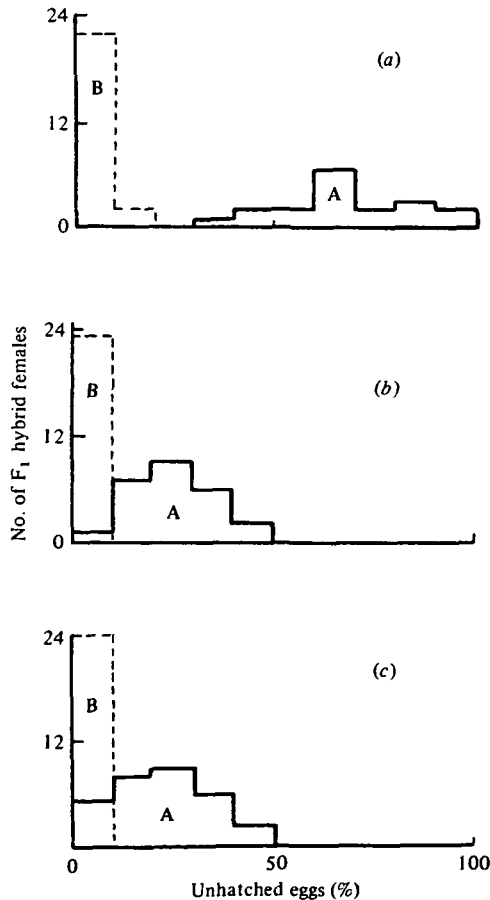 24
12
0
B
A
(a)
24
12
0
B
A
(b)
24
12
B
A
(c)
0
50
100
No. of F1 hybrid females
Unhatched eggs (%)